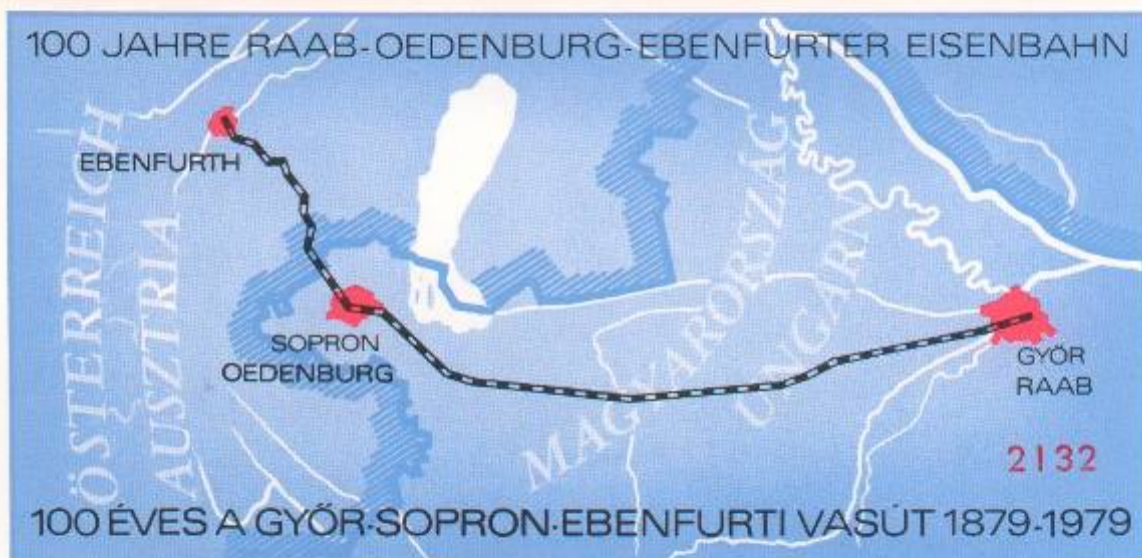 100 JAHRE RAAB-OEDENBURG-EBENFURTER EISENBAHN
EBENFURTH
ÖSTERREICH
AUSZTRIA
SOPRON
OEDENBURG
MAGYARORSZÁG
UNGARN
GYŐR
RAAB
2132
100 ÉVES A GYŐR·SOPRON·EBENFURTI VASÚT 1879-1979